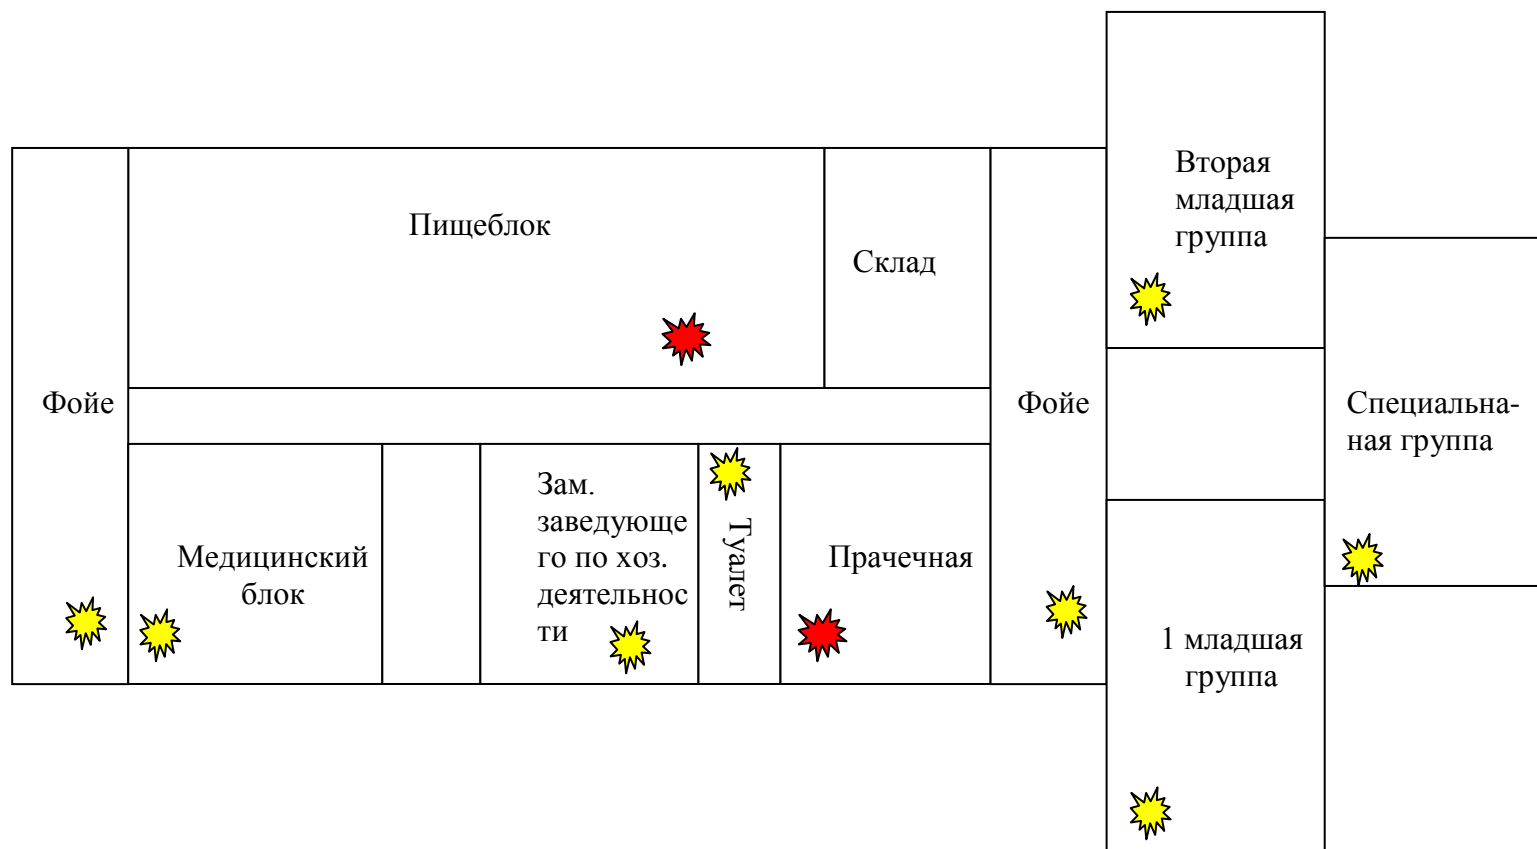 Вторая
младшая
группа
Пищеблок
Склад
Фойе
Фойе
Специальна-
ная группа
Зам.
заведующе
го по хоз.
деятельнос
ти
Туалет
Медицинский
блок
Прачечная
1 младшая
группа